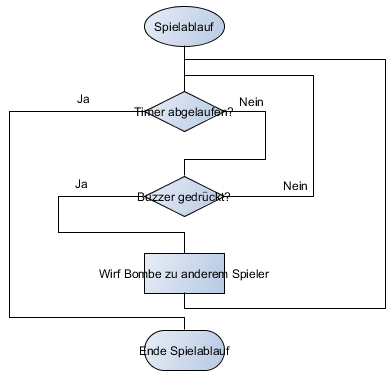 Spielablauf
Ja
Nein
Timer abgelaufen?
Ja
Nein
Buzzer gedrückt?
Wirf Bombe zu anderem Spieler
Ende Spielablauf